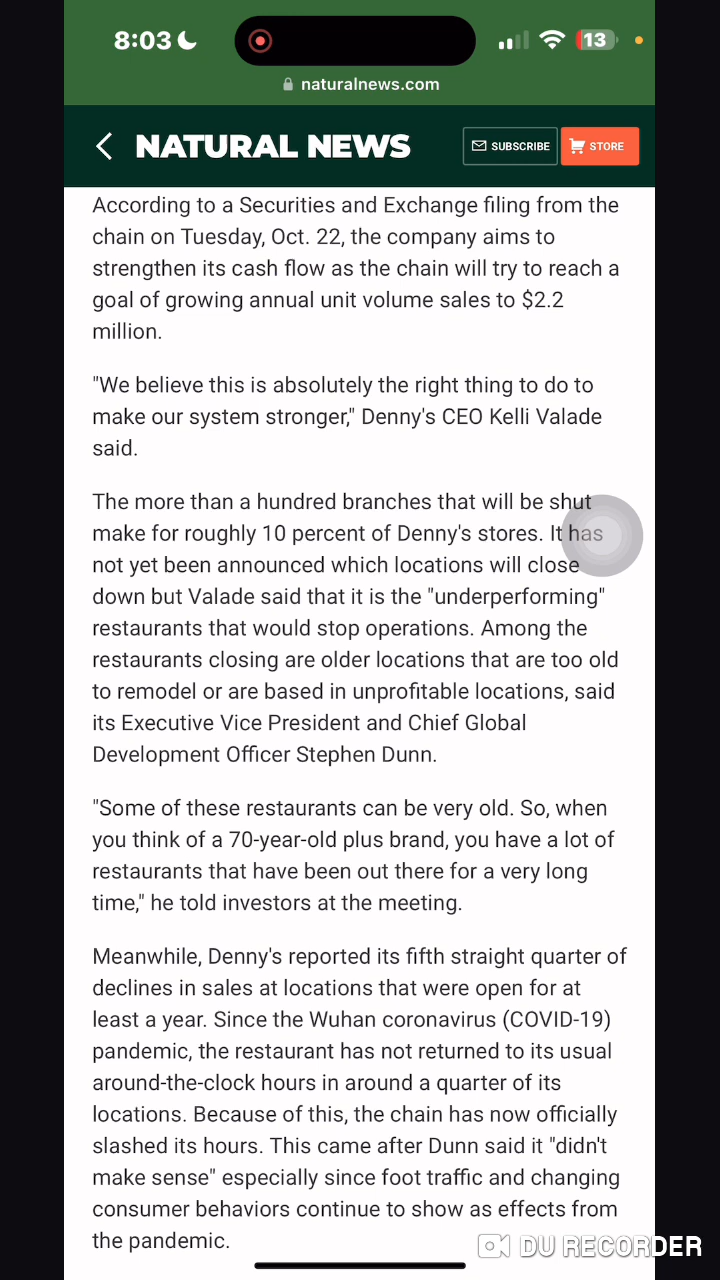 8:03
13
naturalnews.com
NATURAL NEWS
SUBSCRIBE
STORE
According to a Securities and Exchange filing from the
chain on Tuesday, Oct. 22, the company aims to
strengthen its cash flow as the chain will try to reach a
goal of growing annual unit volume sales to $2.2
million.
"We believe this is absolutely the right thing to do to
make our system stronger," Denny's CEO Kelli Valade
said.
The more than a hundred branches that will be shut
make for roughly 10 percent of Denny's stores. It has
not yet been announced which locations will close
down but Valade said that it is the "underperforming"
restaurants that would stop operations. Among the
restaurants closing are older locations that are too old
to remodel or are based in unprofitable locations, said
its Executive Vice President and Chief Global
Development Officer Stephen Dunn.
"Some of these restaurants can be very old. So, when
you think of a 70-year-old plus brand, you have a lot of
restaurants that have been out there for a very long
time," he told investors at the meeting.
Meanwhile, Denny's reported its fifth straight quarter of
declines in sales at locations that were open for at
least a year. Since the Wuhan coronavirus (COVID-19)
pandemic, the restaurant has not returned to its usual
around-the-clock hours in around a quarter of its
locations. Because of this, the chain has now officially
slashed its hours. This came after Dunn said it "didn't
make sense" especially since foot traffic and changing
consumer behaviors continue to show as effects from
the pandemic.
DU RECORDER